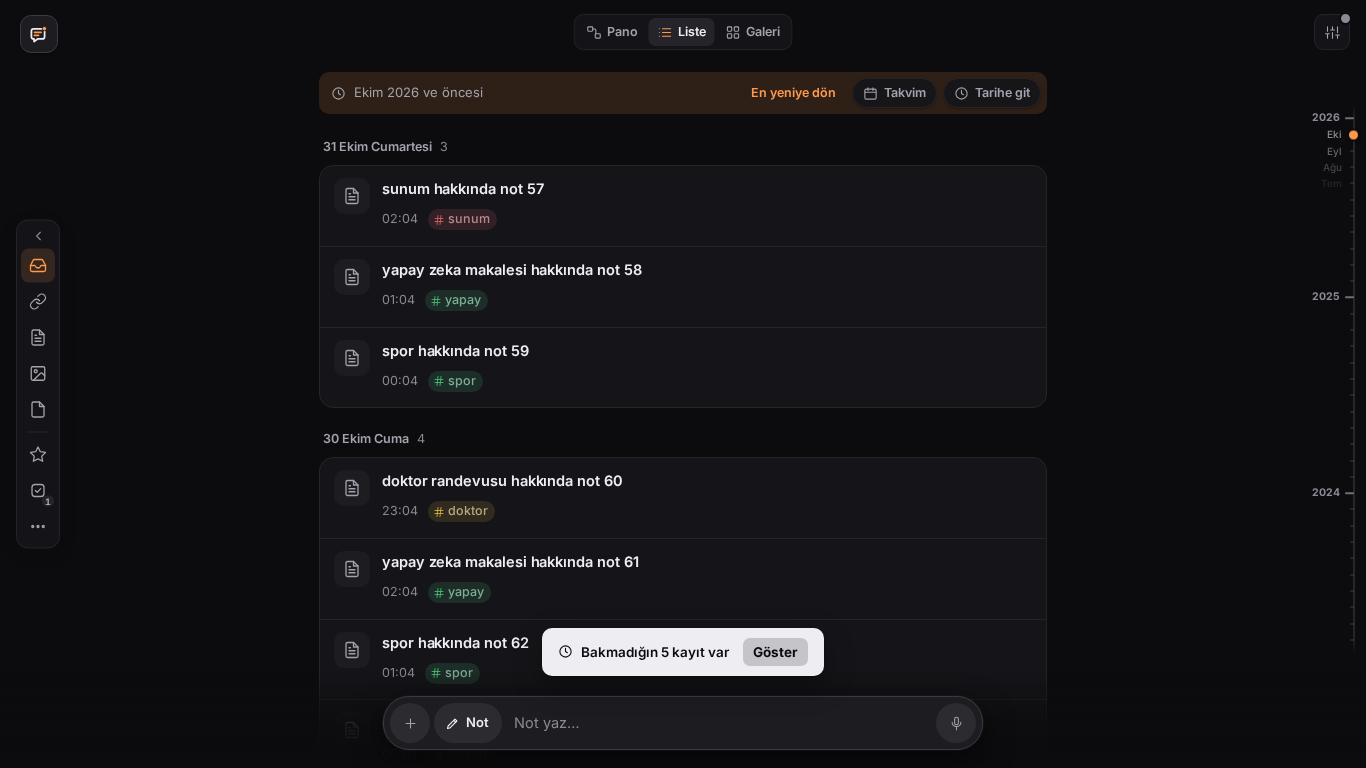 Pano
Liste
Galeri
Ekim 2026 ve öncesi
En yeniye dön
Takvim
Tarihe git
2026
Eki
Eyl
Ağu
Tem
2025
2024
31 Ekim Cumartesi 3
sunum hakkında not 57
02:04 # sunum
yapay zeka makalesi hakkında not 58
01:04 # yapay
spor hakkında not 59
00:04 # spor
30 Ekim Cuma 4
doktor randevusu hakkında not 60
23:04 # doktor
yapay zeka makalesi hakkında not 61
02:04 # yapay
spor hakkında not 62
01:04 # spor
1
Bakmadığın 5 kayıt var
Göster
Not
Not yaz...